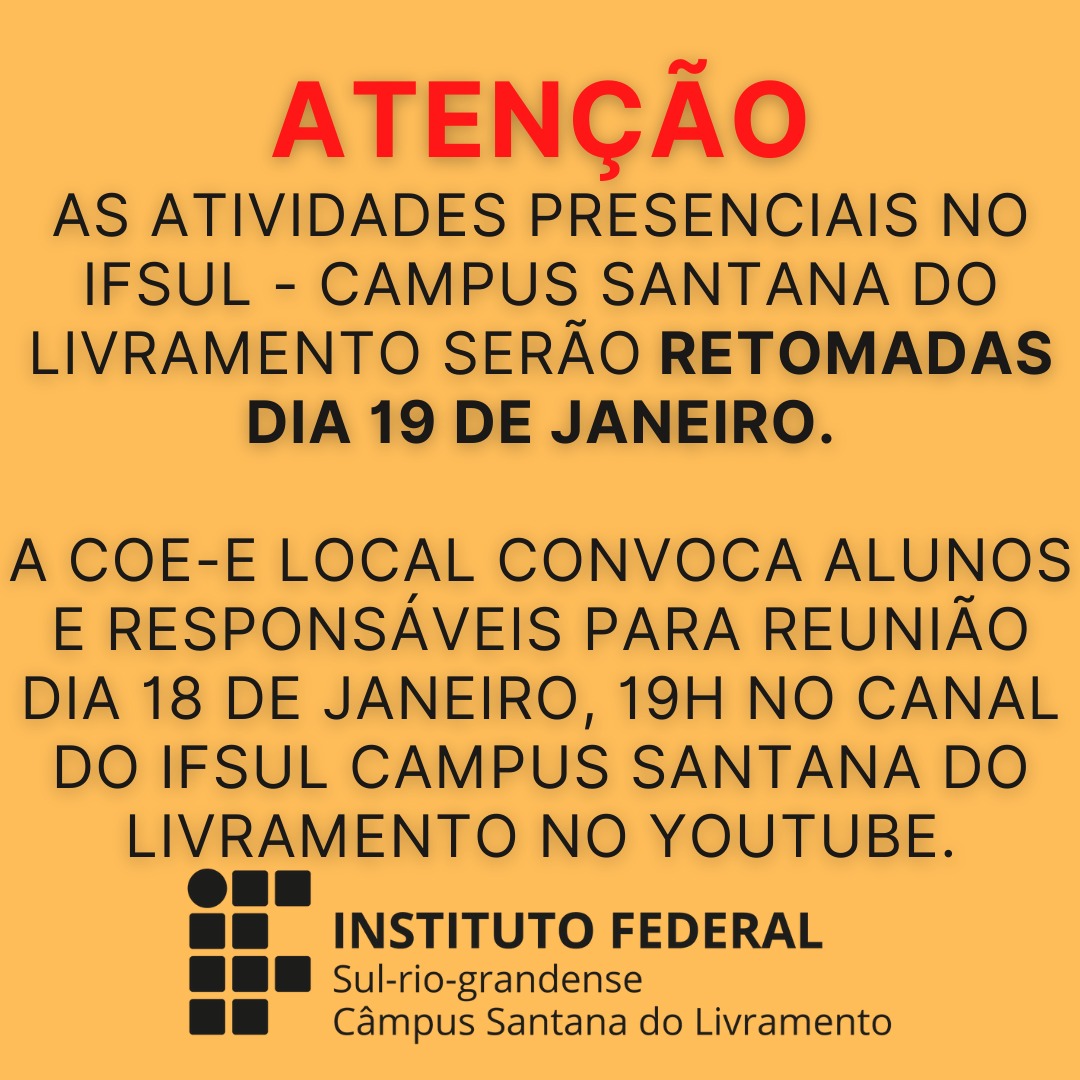 ATENÇÃO
AS ATIVIDADES PRESENCIAIS NO
IFSUL - CAMPUS SANTANA DO
LIVRAMENTO SERÃO RETOMADAS
DIA 19 DE JANEIRO.
A COE-E LOCAL CONVOCA ALUNOS
E RESPONSÁVEIS PARA REUNIÃO
DIA 18 DE JANEIRO, 19H NO CANAL
DO IFSUL CAMPUS SANTANA DO
LIVRAMENTO NO YOUTUBE.
INSTITUTO FEDERAL
Sul-rio-grandense
Câmpus Santana do Livramento